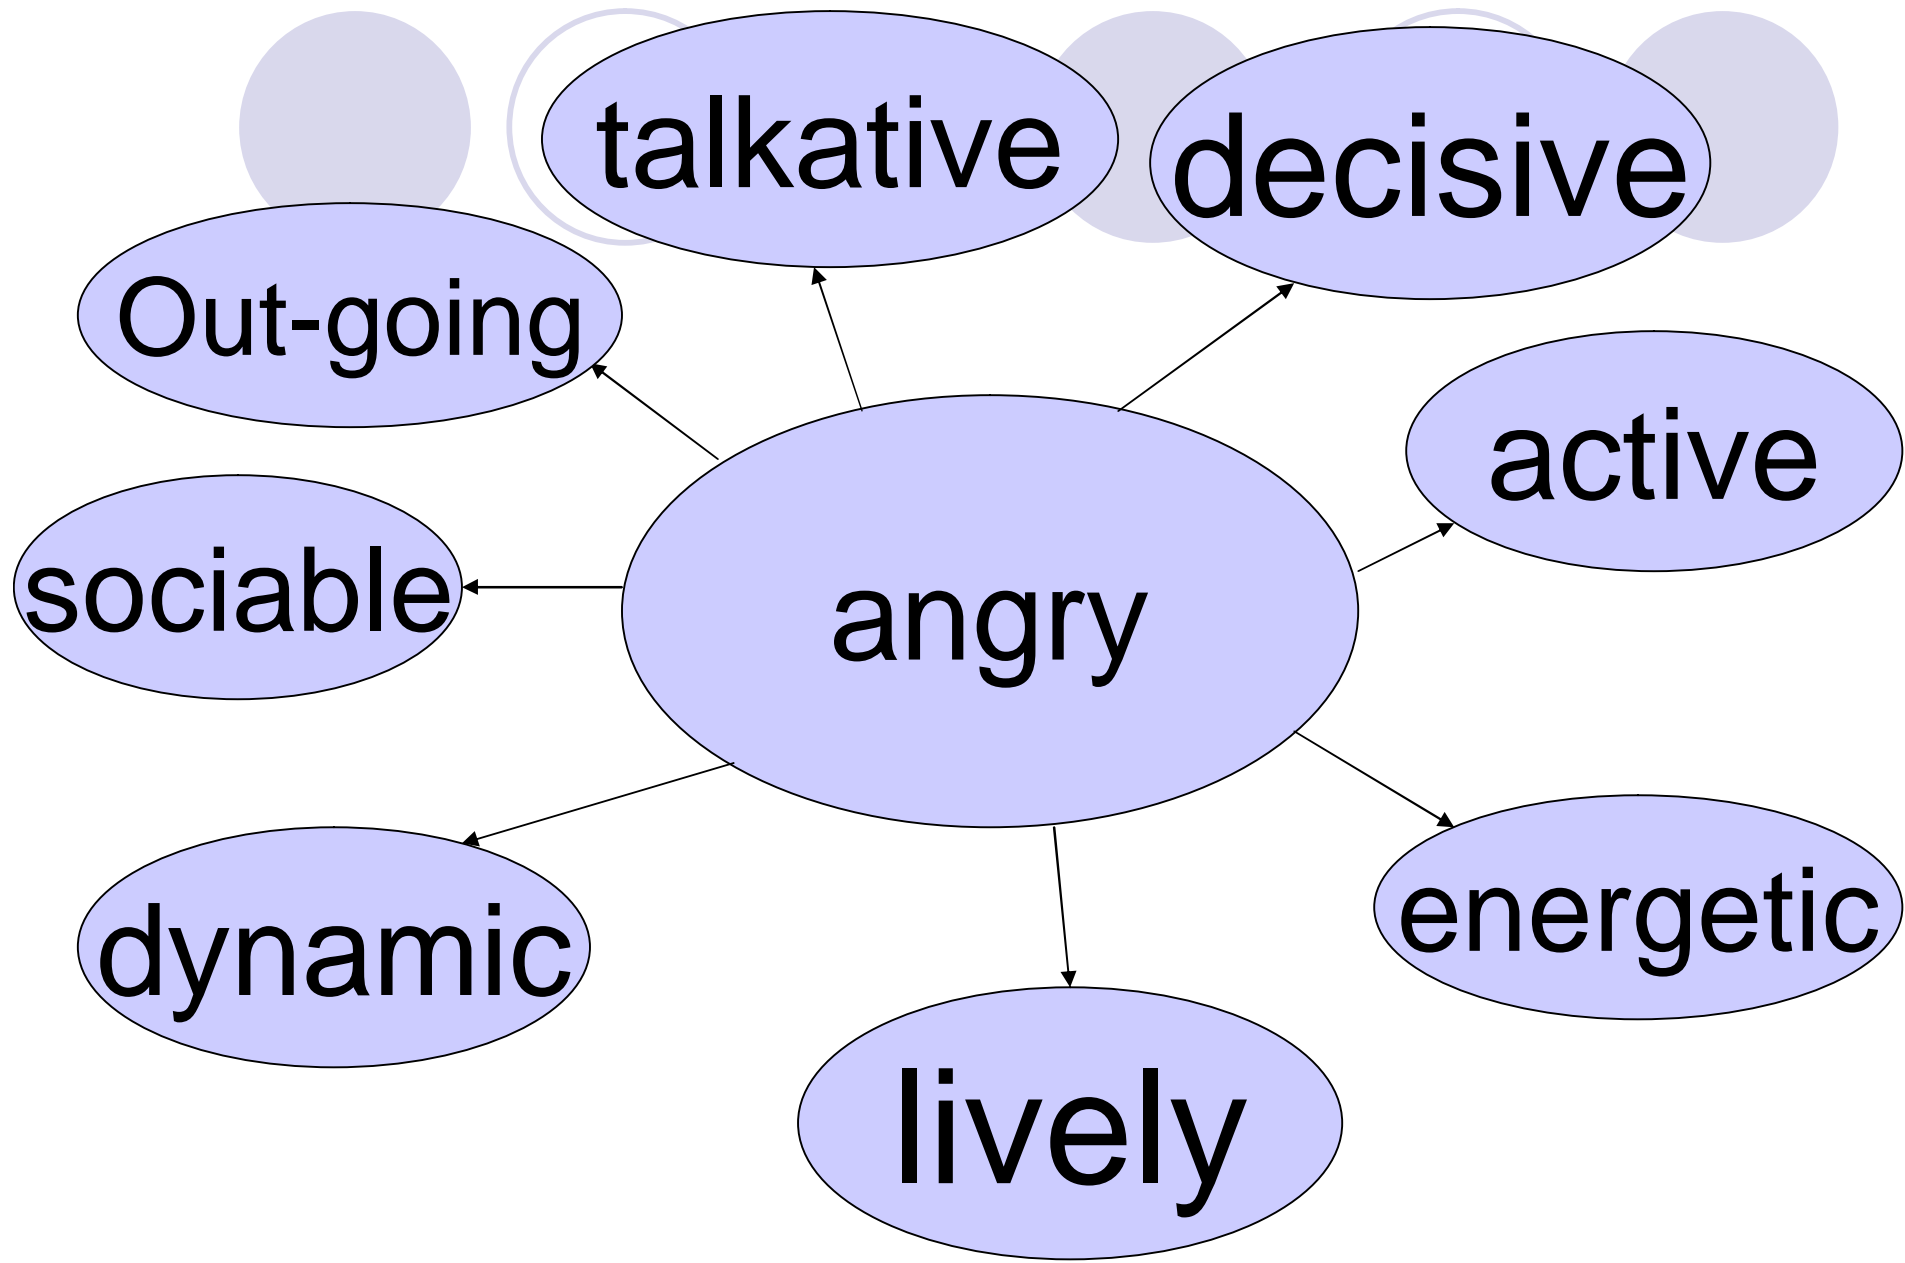 talkative
decisive
Out-going
active
sociable
angry
dynamic
energetic
lively